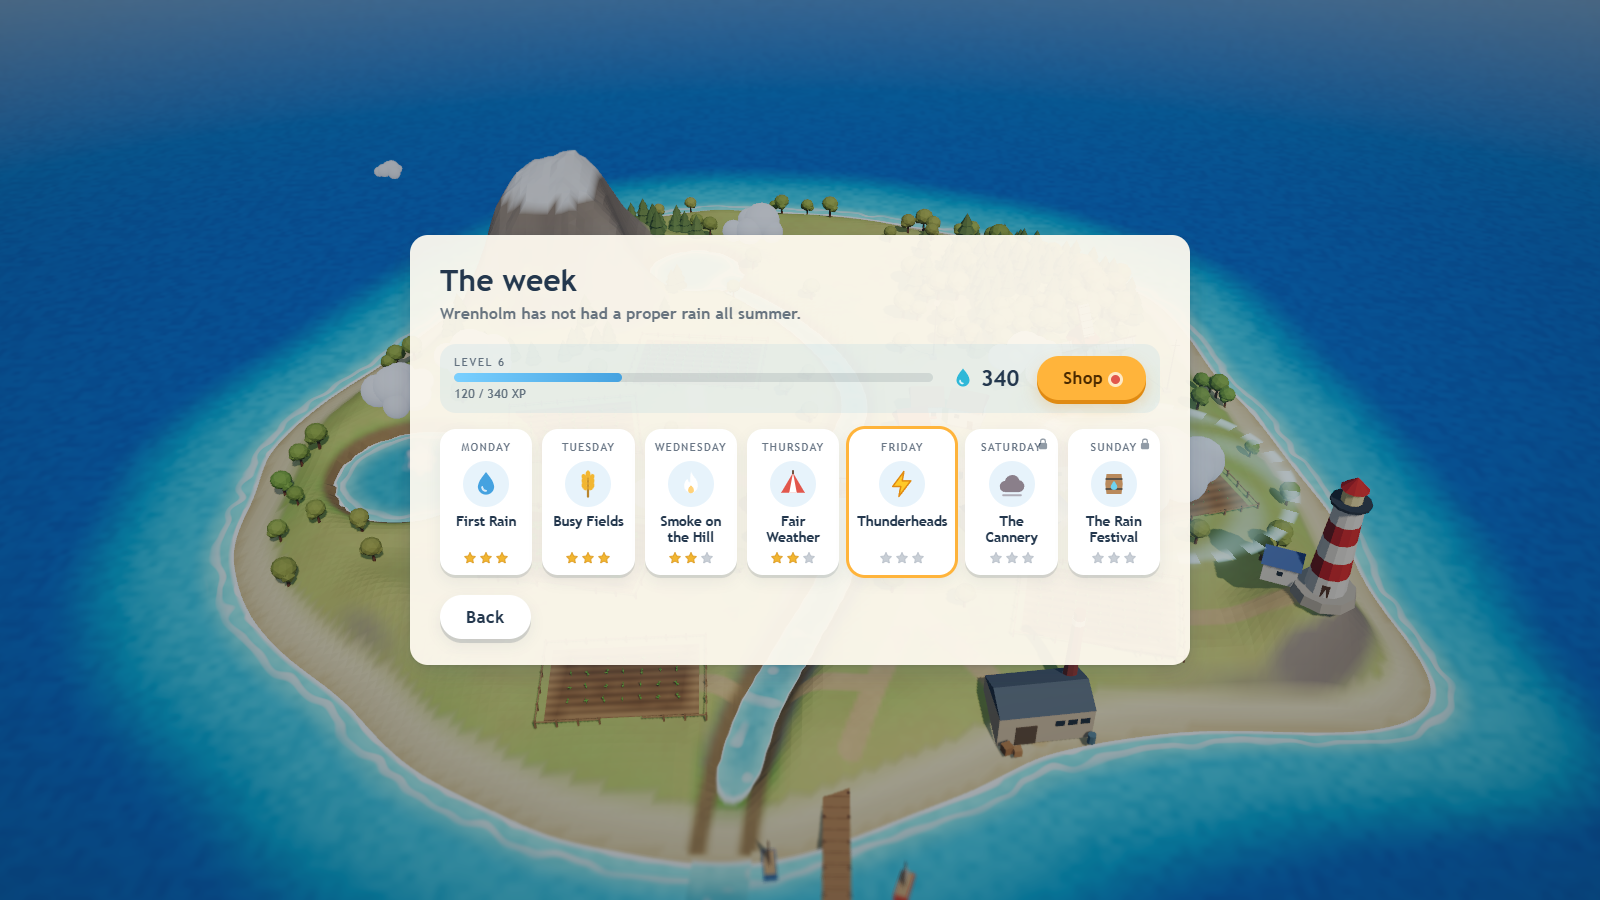 The week
Wrenholm has not had a proper rain all summer.
LEVEL 6
120 / 340 XP
340
Shop
MONDAY
First Rain
TUESDAY
Busy Fields
WEDNESDAY
Smoke on
the Hill
THURSDAY
Fair
Weather
FRIDAY
Thunderheads
SATURDAY
The
Cannery
SUNDAY
The Rain
Festival
Back